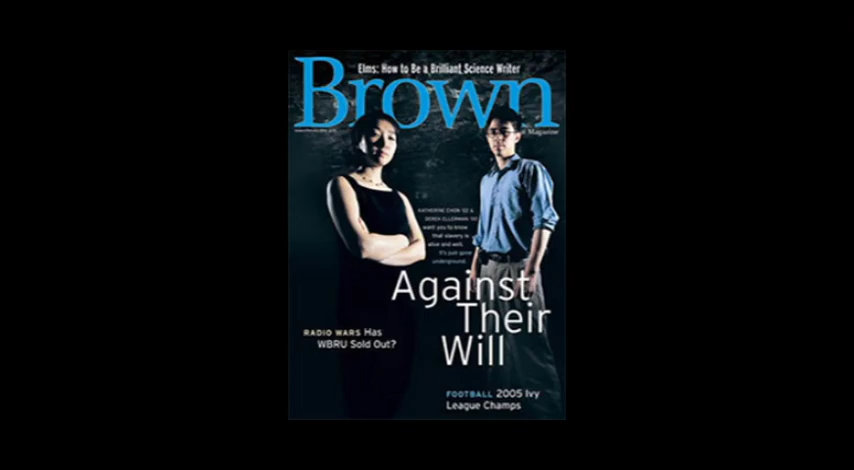 Elms: How to Be a Brilliant Science Writer
Brown
Magazine
KATHERINE CHON '02 &
DEREK ELLERMAN '00
want you to know
that slavery is
alive and well.
It's just gone
underground.
Against
Their
Will
RADIO WARS Has
WBRU Sold Out?
FOOTBALL 2005 Ivy
League Champs